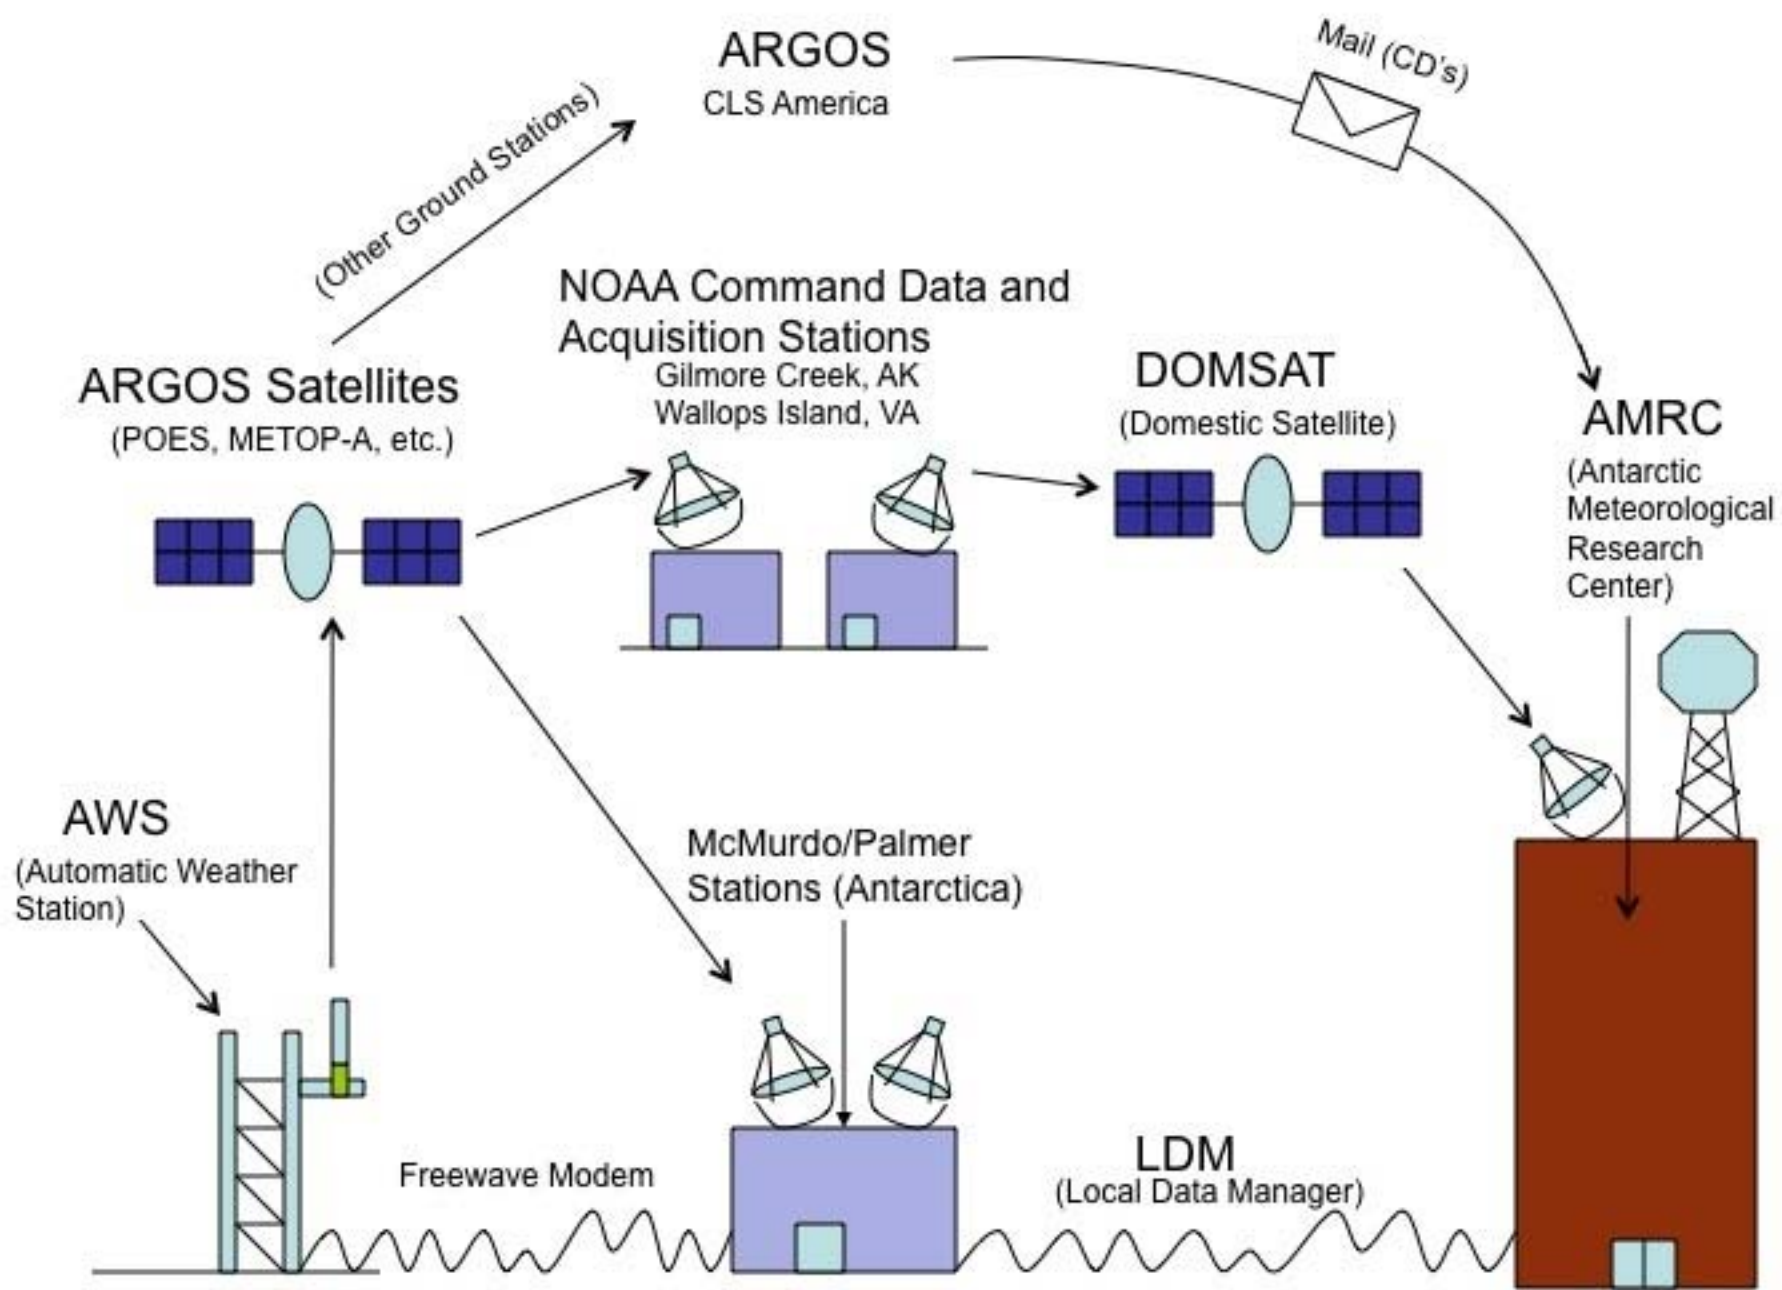 ARGOS
CLS America
Mail (CD's)
(Other Ground Stations)
NOAA Command Data and
Acquisition Stations
Gilmore Creek, AK
Wallops Island, VA
ARGOS Satellites
(POES, METOP-A, etc.)
DOMSAT
(Domestic Satellite)
AMRC
(Antarctic
Meteorological
Research
Center)
AWS
(Automatic Weather
Station)
McMurdo/Palmer
Stations (Antarctica)
Freewave Modem
LDM
(Local Data Manager)